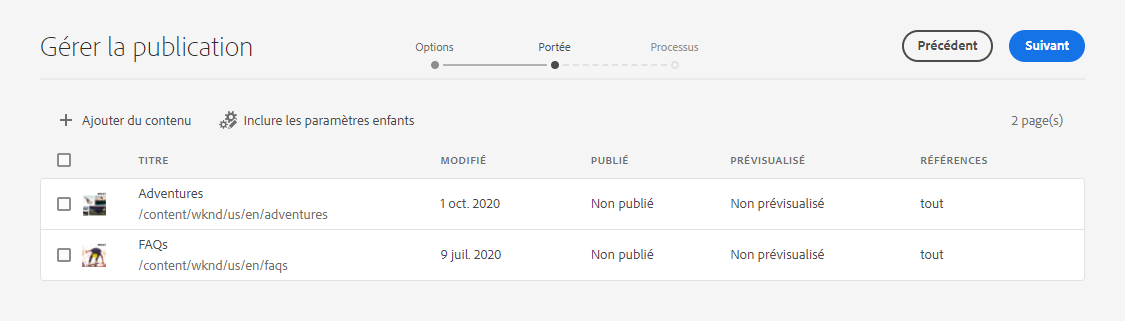 Gérer la publication
Options
Portée
Processus
Précédent
Suivant
Ajouter du contenu
Inclure les paramètres enfants
2 page(s)
TITRE
MODIFIÉ
PUBLIÉ
PRÉVISUALISÉ
RÉFÉRENCES
Adventures
/content/wknd/us/en/adventures
1 oct. 2020
Non publié
Non prévisualisé
tout
FAQs
/content/wknd/us/en/faqs
9 juil. 2020
Non publié
Non prévisualisé
tout